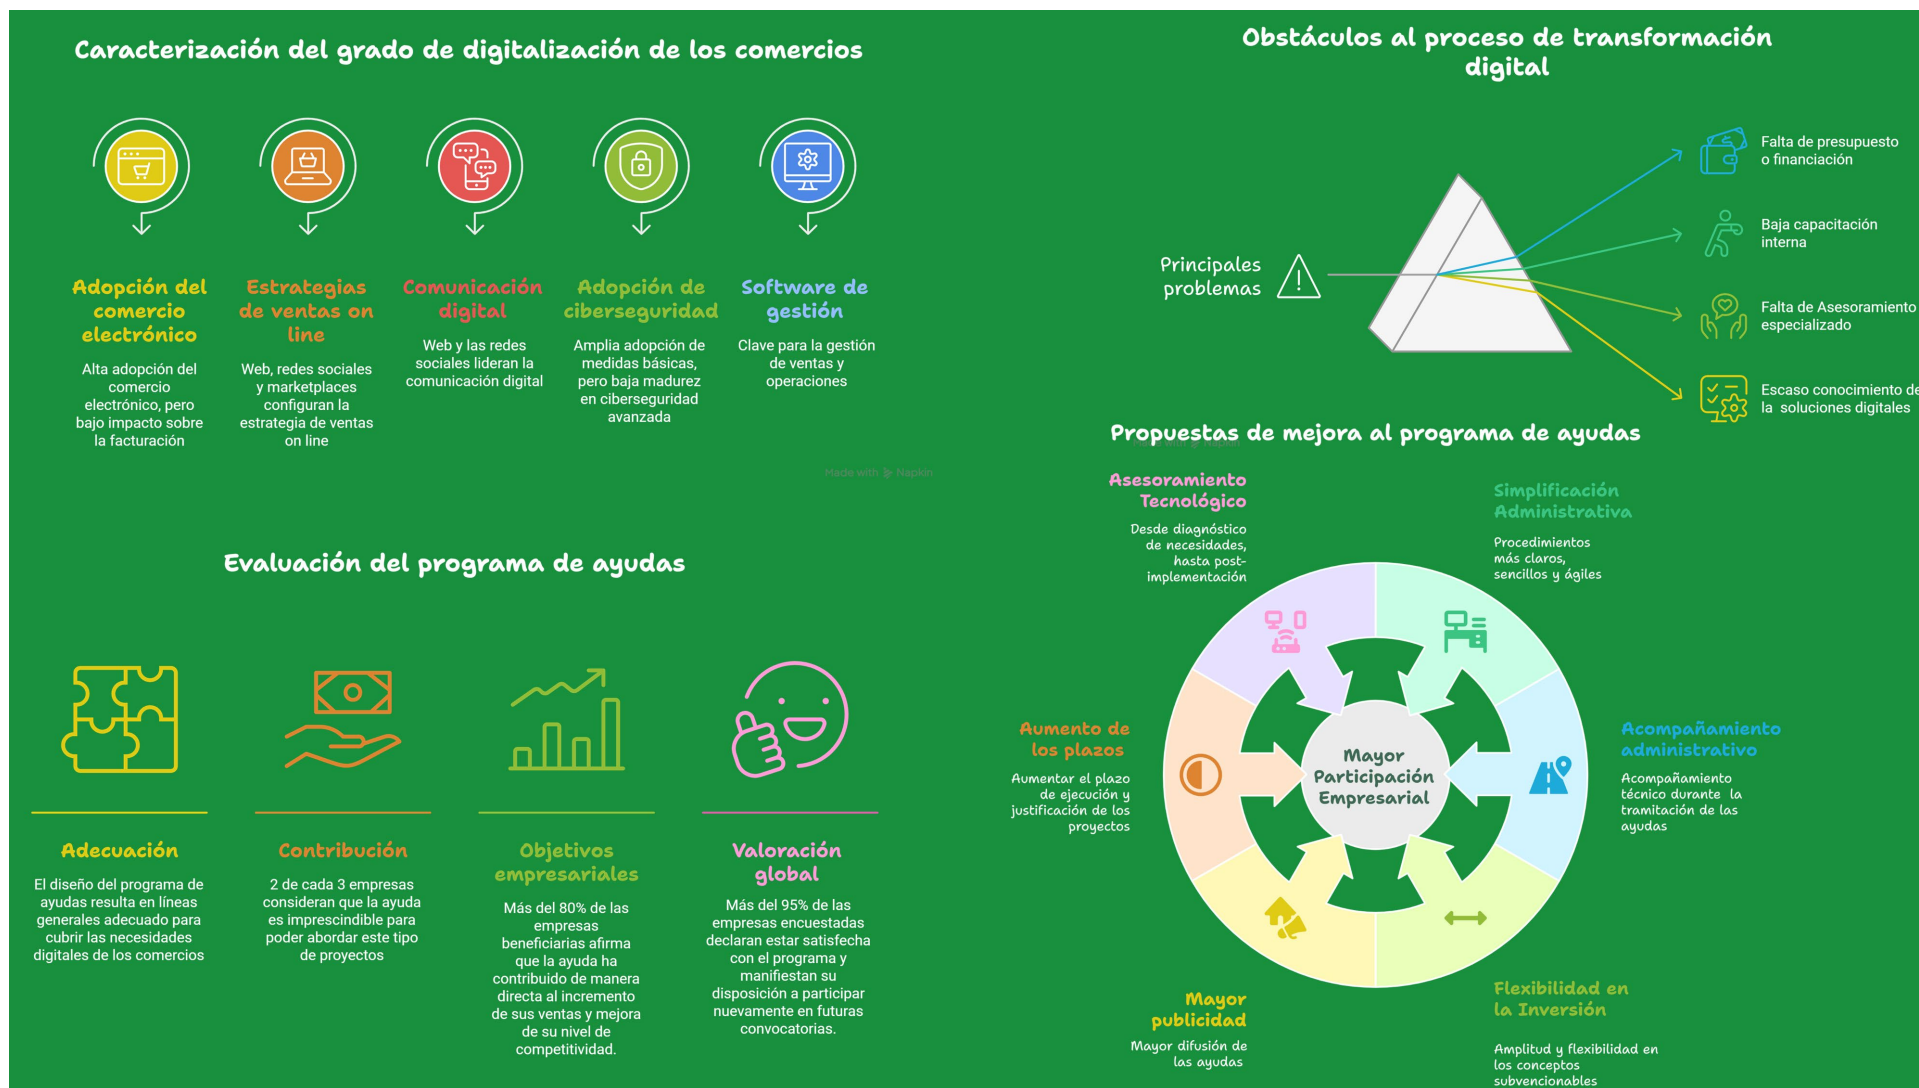 Caracterización del grado de digitalización de los comercios
Adopción del
comercio
electrónico
Alta adopción del
comercio
electrónico, pero
bajo impacto sobre
la facturación
Estrategias
de ventas on
line
Web, redes sociales
y marketplaces
configuran la
estrategia de ventas
on line
Comunicación
digital
Web y las redes
sociales lideran la
comunicación digital
Adopción de
ciberseguridad
Amplia adopción de
medidas básicas,
pero baja madurez
en ciberseguridad
avanzada
Software de
gestión
Clave para la gestión
de ventas y
operaciones
Made with Napkin
Obstáculos al proceso de transformación
digital
Principales
problemas
Falta de presupuesto
o financiación
Baja capacitación
interna
Falta de Asesoramiento
especializado
Escaso conocimiento de
la soluciones digitales
Evaluación del programa de ayudas
Adecuación
El diseño del programa de
ayudas resulta en líneas
generales adecuado para
cubrir las necesidades
digitales de los comercios
Contribución
2 de cada 3 empresas
consideran que la ayuda
es imprescindible para
poder abordar este tipo
de proyectos
Objetivos
empresariales
Más del 80% de las
empresas
beneficiarias afirma
que la ayuda ha
contribuido de manera
directa al incremento
de sus ventas y mejora
de su nivel de
competitividad.
Valoración
global
Más del 95% de las
empresas encuestadas
declaran estar satisfecha
con el programa y
manifiestan su
disposición a participar
nuevamente en futuras
convocatorias.
Propuestas de mejora al programa de ayudas
Asesoramiento
Tecnológico
Desde diagnóstico
de necesidades,
hasta post-
implementación
Simplificación
Administrativa
Procedimientos
más claros,
sencillos y ágiles
Aumento de
los plazos
Aumentar el plazo
de ejecución y
justificación de los
proyectos
Mayor
Participación
Empresarial
Acompañamiento
administrativo
Acompañamiento
técnico durante la
tramitación de las
ayudas
Mayor
publicidad
Mayor difusión de
las ayudas
Flexibilidad en
la Inversión
Amplitud y flexibilidad en
los conceptos
subvencionables